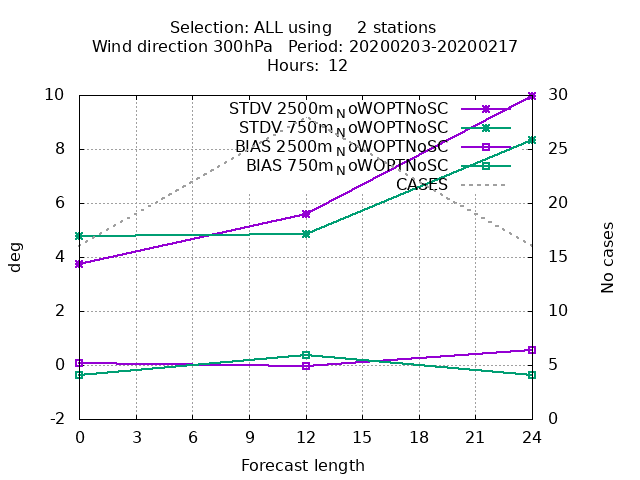 Selection: ALL using     2 stations
Wind direction 300hPa   Period: 20200203-20200217
Hours:  12
STDV 2500m_NoWOPTNoSC
STDV 750m_NoWOPTNoSC
BIAS 2500m_NoWOPTNoSC
BIAS 750m_NoWOPTNoSC
CASES
10
8
6
4
2
0
-2
30
25
20
15
10
5
0
deg
No cases
0 3 6 9 12 15 18 21 24
Forecast length